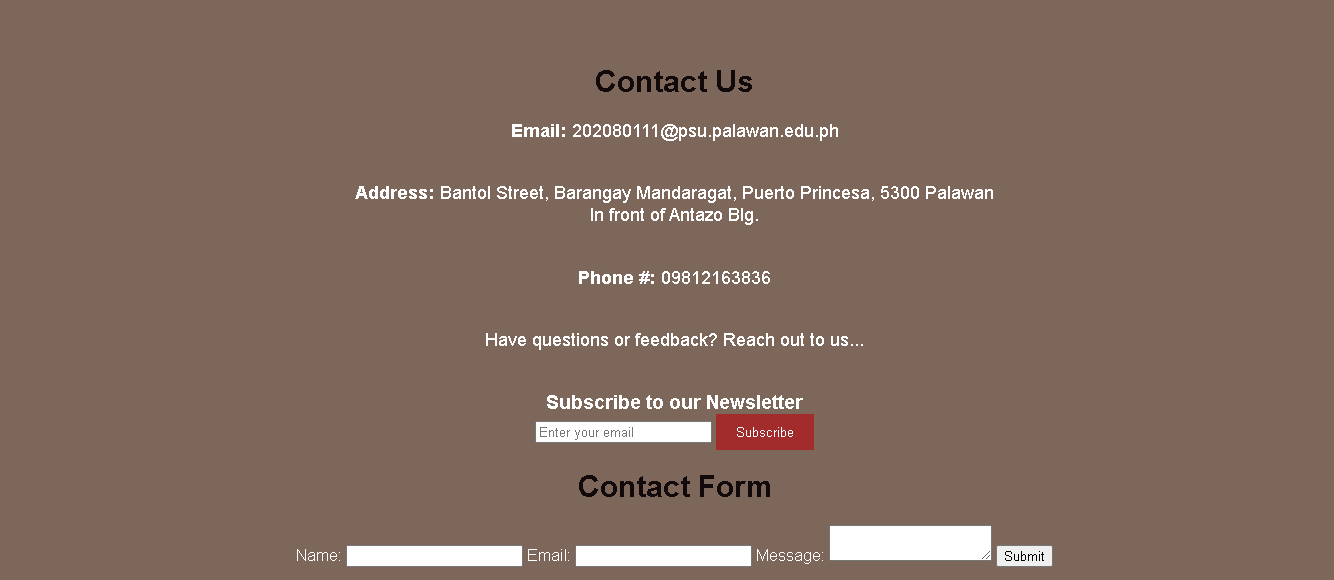 Contact Us
Email: 202080111@psu.palawan.edu.ph
Address: Bantol Street, Barangay Mandaragat, Puerto Princesa, 5300 Palawan
In front of Antazo Blg.
Phone #: 09812163836
Have questions or feedback? Reach out to us...
Subscribe to our Newsletter
Enter your email Subscribe
Contact Form
Name: Email: Message: Submit